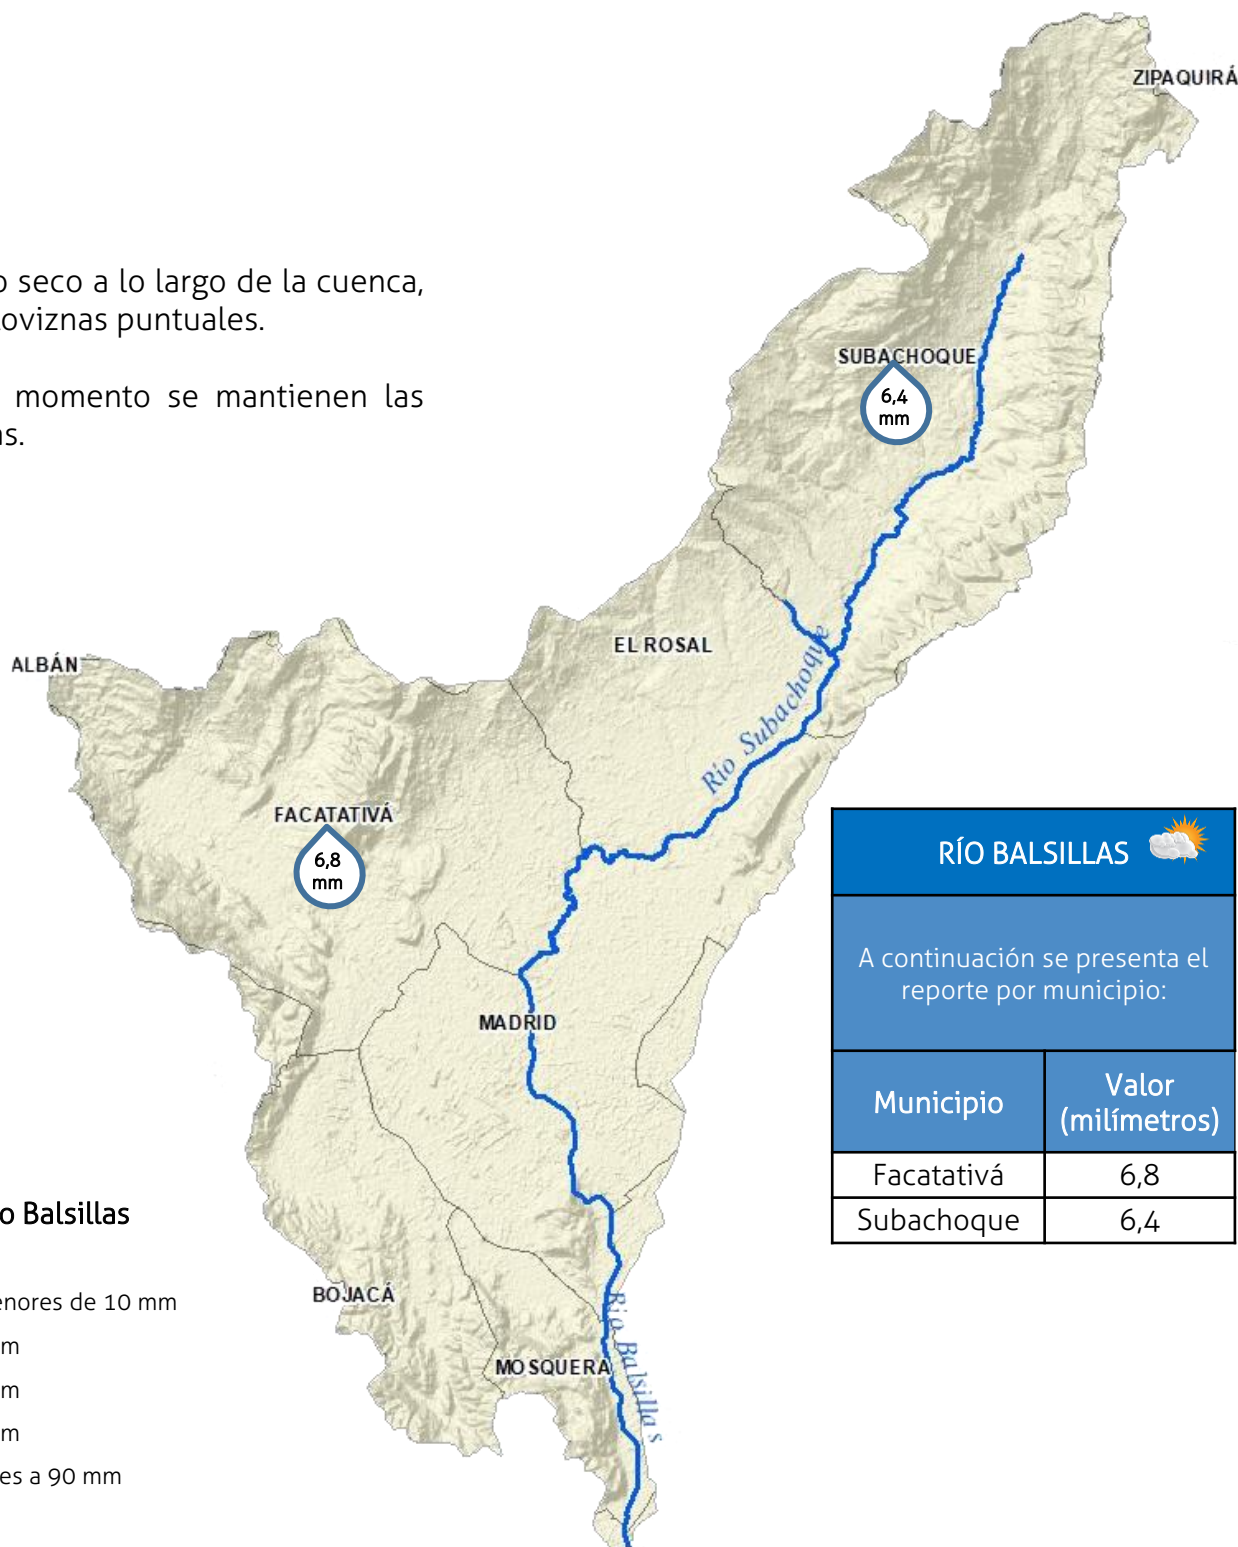 o seco a lo largo de la cuenca,
oviznas puntuales.
momento se mantienen las
as.
ZIPAQUIRÁ
SUBACHOQUE
6,4
mm
EL ROSAL
Río Subachoque
ALBÁN
FACATATIVÁ
6,8
mm
MADRID
RÍO BALSILLAS
A continuación se presenta el
reporte por municipio:
Municipio
Valor
(milímetros)
Facatativá 6,8
Subachoque 6,4
o Balsillas
enores de 10 mm
m
m
m
es a 90 mm
BOJACÁ
MOSQUERA
Río Balsillas